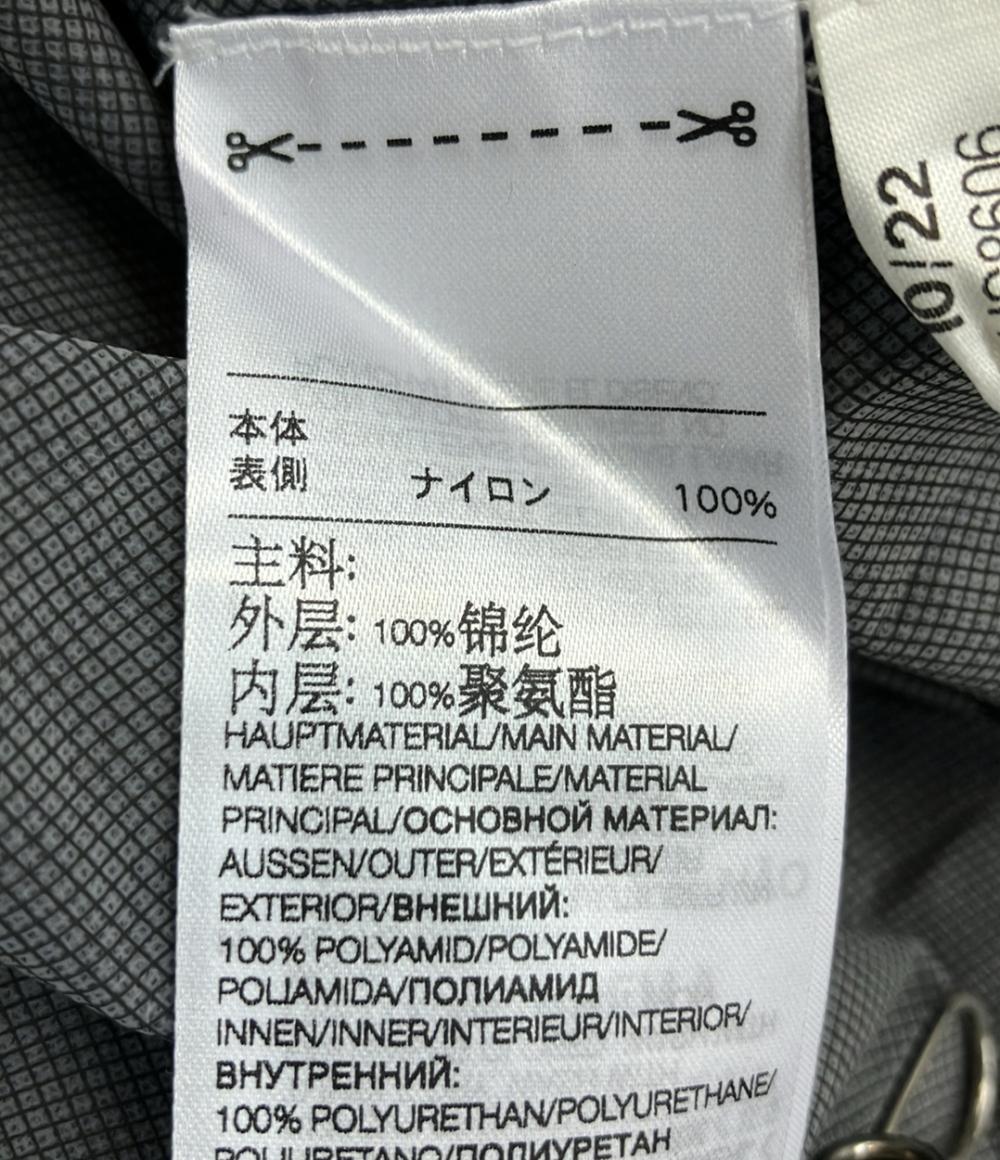 本体
表側 ナイロン 100%
主料:
外层: 100%锦纶
内层: 100%聚氨酯
HAUPTMATERIAL/MAIN MATERIAL/
MATIERE PRINCIPALE/MATERIAL
PRINCIPAL/ОСНОВНОЙ МАТЕРИАЛ:
AUSSEN/OUTER/EXTÉRIEUR/
EXTERIOR/ВНЕШНИЙ:
100% POLYAMID/POLYAMIDE/
POLIAMIDA/ПОЛИАМИД
INNEN/INNER/INTERIEUR/INTERIOR/
ВНУТРЕННИЙ:
100% POLYURETHAN/POLYURETHANE/
POLIURETANO/ПОЛИУРЕТАН
10/22